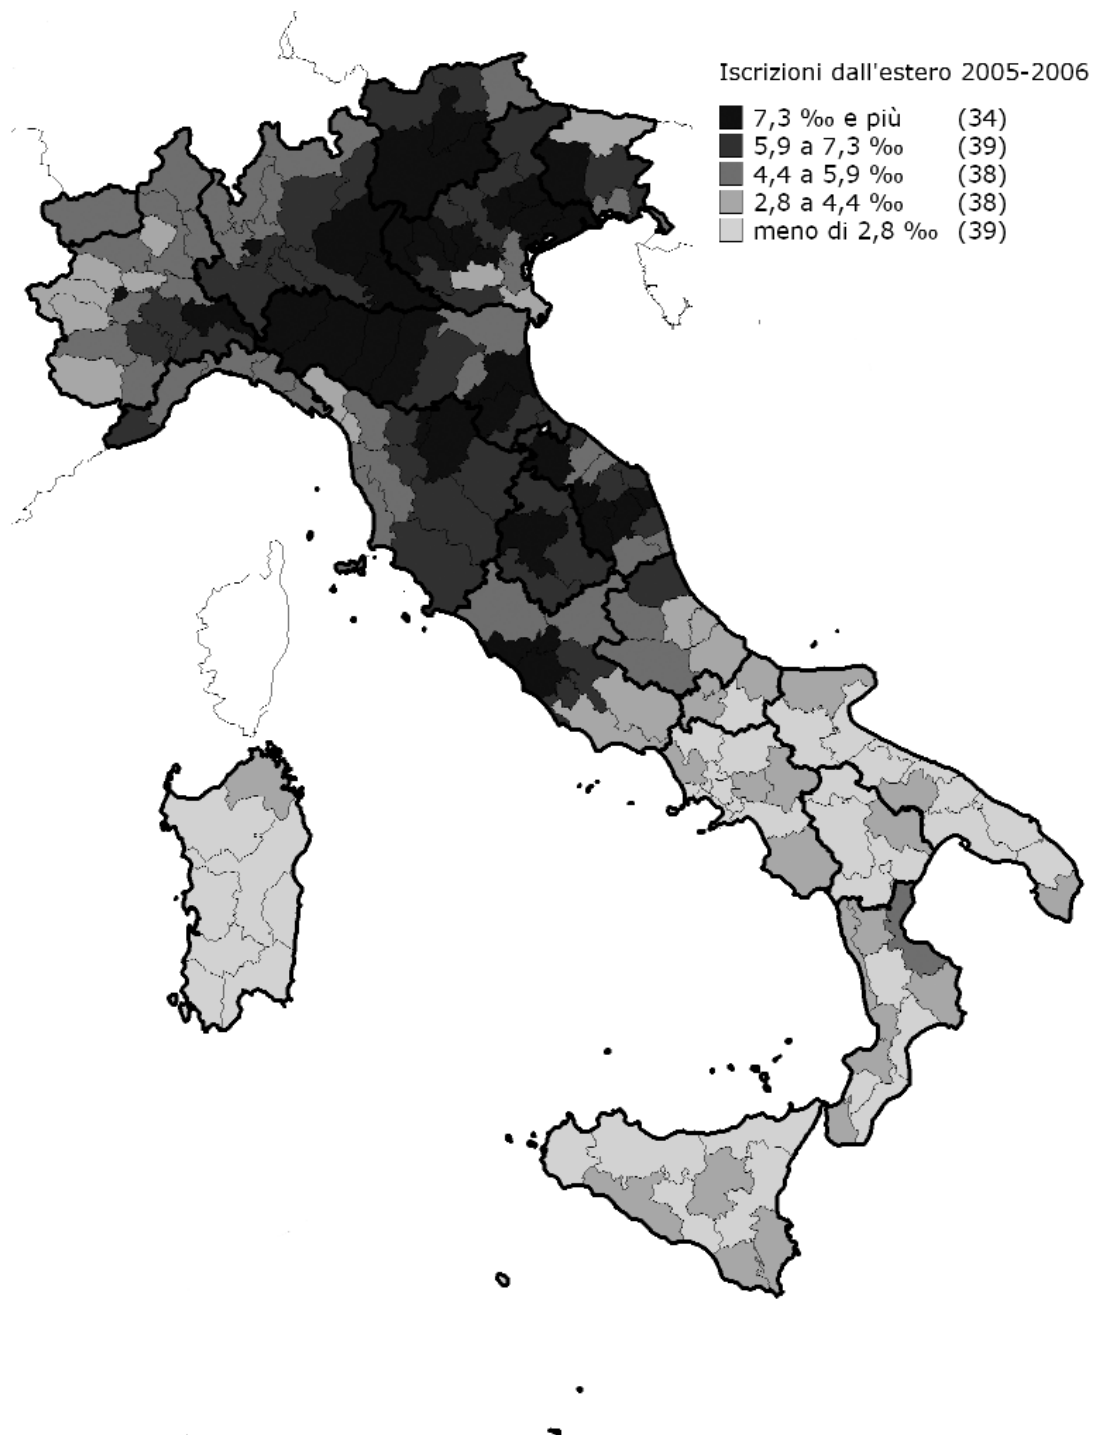 Iscrizioni dall'estero 2005-2006
7,3 ‰ e più (34)
5,9 a 7,3 ‰ (39)
4,4 a 5,9 ‰ (38)
2,8 a 4,4 ‰ (38)
meno di 2,8 ‰ (39)